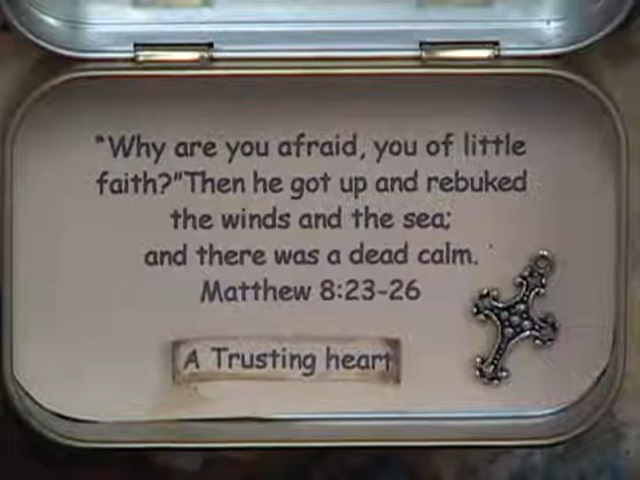 "Why are you afraid, you of little
faith?"Then he got up and rebuked
the winds and the sea;
and there was a dead calm.
Matthew 8:23-26
A Trusting heart